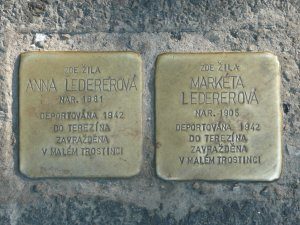 ZDE ŽILA
ANNA LEDEREROVÁ
NAR. 1931
DEPORTOVÁNA 1942
DO TEREZÍNA
ZAVRAŽDĚNA
V MALÉM TROSTINCI
ZDE ŽILA
MARKÉTA
LEDEREROVÁ
NAR. 1905
DEPORTOVÁNA 1942
DO TEREZÍNA
ZAVRAŽDĚNA
V MALÉM TROSTINCI